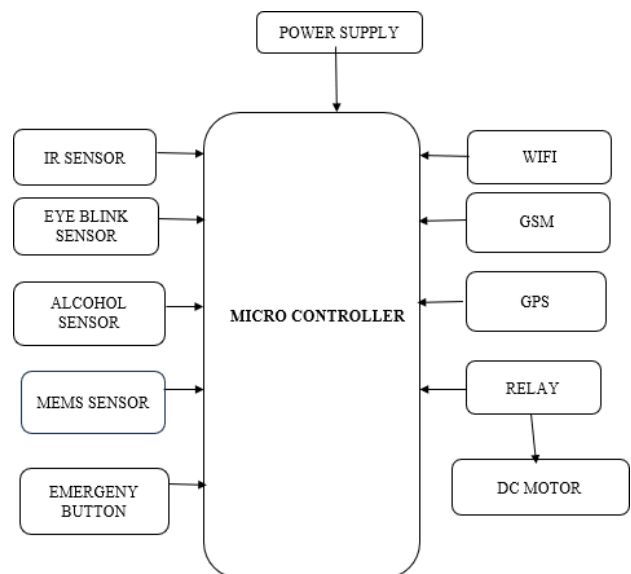 POWER SUPPLY
IR SENSOR
EYE BLINK
SENSOR
ALCOHOL
SENSOR
MEMS SENSOR
EMERGENY
BUTTON
MICRO CONTROLLER
WIFI
GSM
GPS
RELAY
DC MOTOR